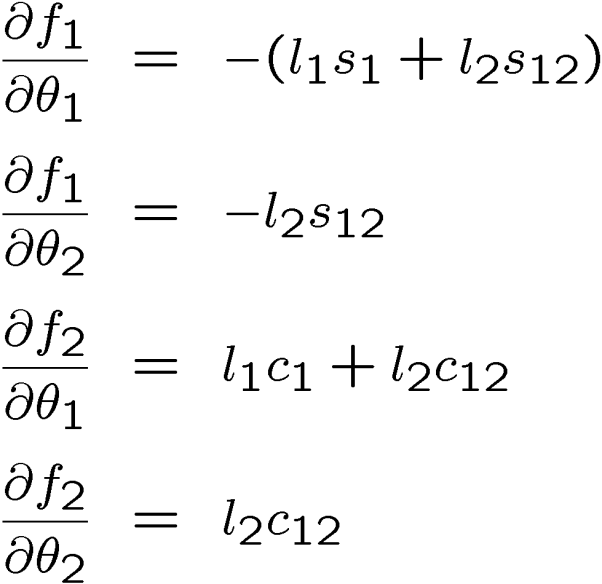 ∂f₁/∂θ₁ = −(l₁s₁ + l₂s₁₂)
∂f₁/∂θ₂ = −l₂s₁₂
∂f₂/∂θ₁ = l₁c₁ + l₂c₁₂
∂f₂/∂θ₂ = l₂c₁₂